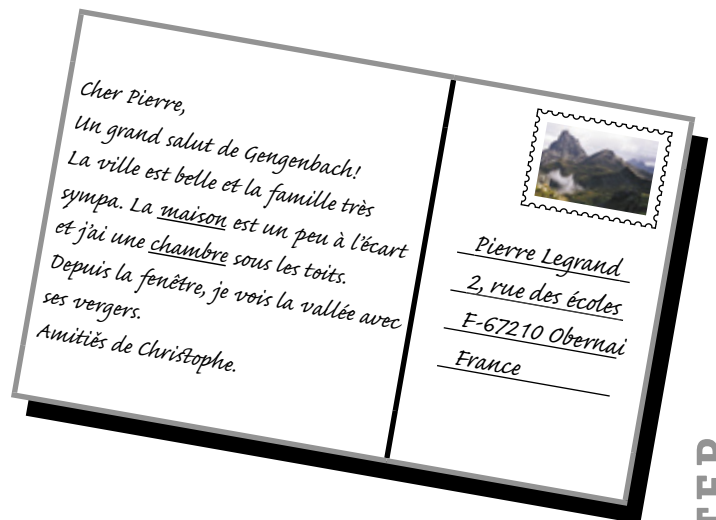 Cher Pierre,
Un grand salut de Gengenbach!
La ville est belle et la famille très
sympa. La maison est un peu à l'écart
et j'ai une chambre sous les toits.
Depuis la fenêtre, je vois la vallée avec
ses vergers.
Amitiés de Christophe.
Pierre Legrand
2, rue des écoles
F-67210 Obernai
France